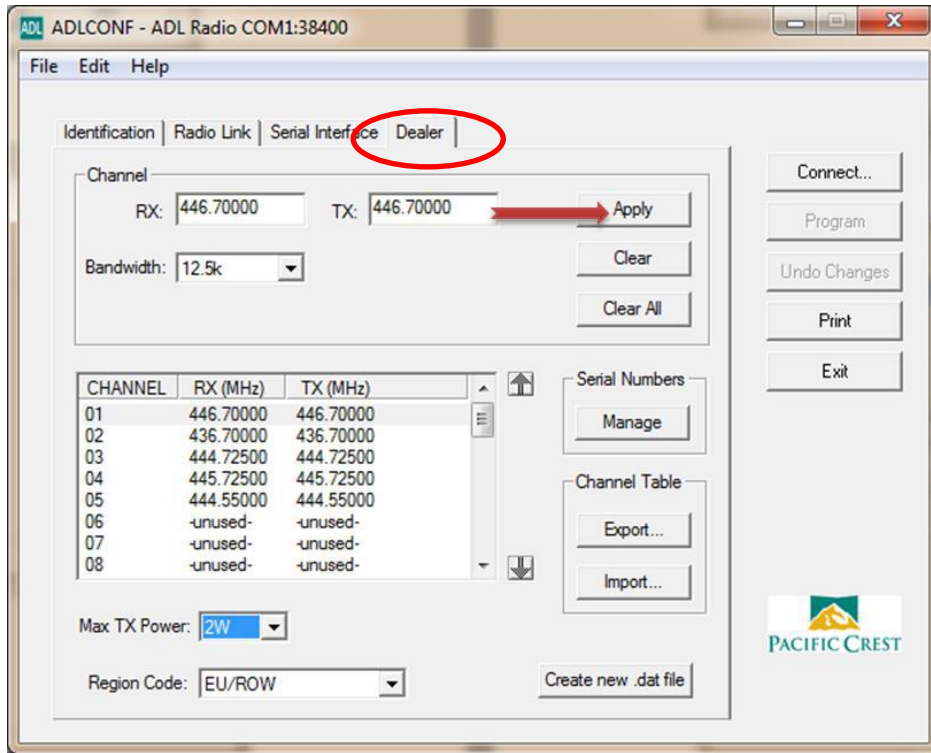 ADL ADLCONF - ADL Radio COM1:38400
File Edit Help
Identification Radio Link Serial Interface Dealer
Channel
RX: 446.70000 TX: 446.70000 Apply
Bandwidth: 12.5k Clear
Clear All
CHANNEL RX (MHz) TX (MHz)
01 446.70000 446.70000
02 436.70000 436.70000
03 444.72500 444.72500
04 445.72500 445.72500
05 444.55000 444.55000
06 -unused- -unused-
07 -unused- -unused-
08 -unused- -unused-
Serial Numbers
Manage
Channel Table
Export...
Import...
Max TX Power: 2W
Region Code: EU/ROW
Create new .dat file
Connect...
Program
Undo Changes
Print
Exit
PACIFIC CREST